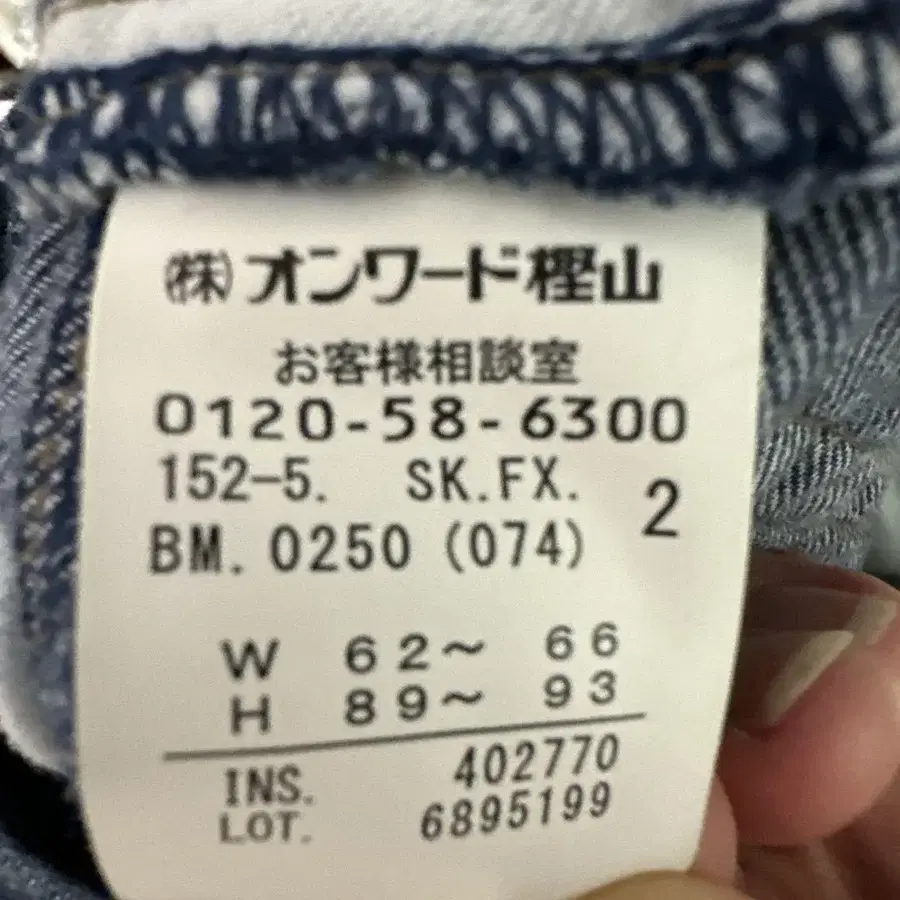 (株)オンワード樫山
お客様相談室
0120-58-6300
152-5. SK.FX. 2
BM. 0250 (074)
W 62~ 66
H 89~ 93
INS. 402770
LOT. 6895199